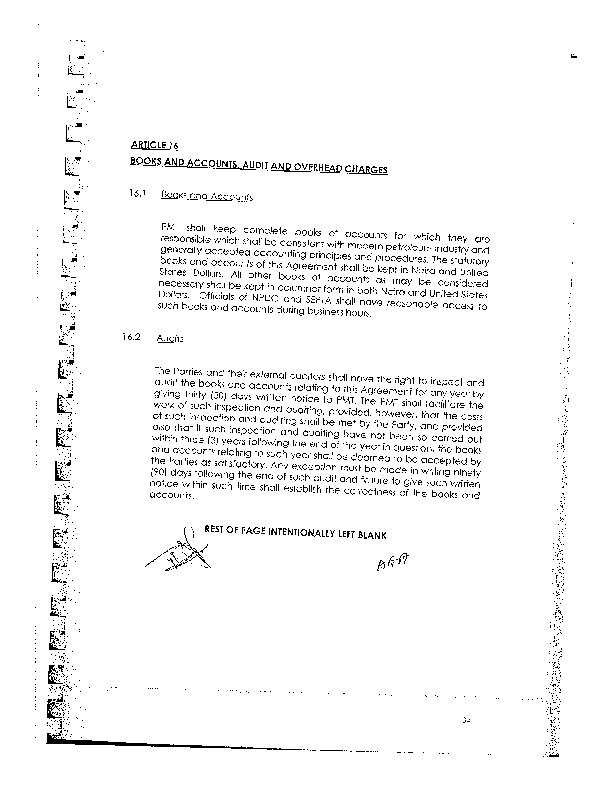 ARTICLE 16
BOOKS AND ACCOUNTS, AUDIT AND OVERHEAD CHARGES
16.1 Books and Accounts
PMT shall keep complete books of accounts for which they are
responsible which shall be consistent with modern petroleum industry and
generally accepted accounting principles and procedures. The statutory
books and accounts of this Agreement shall be kept in Naira and United
States Dollars. All other books of accounts as may be considered
necessary shall be kept in columnar form in both Naira and United States
Dollars. Officials of NPDC and SEPTA shall have reasonable access to
such books and accounts during business hours.
16.2 Audits
The Parties and their external auditors shall have the right to inspect and
audit the books and accounts relating to this Agreement for any year by
giving thirty (30) days written notice to PMT. The PMT shall facilitate the
work of such inspection and auditing, provided, however, that the costs
of such inspection and auditing shall be met by the Party, and provided
also that if such inspection and auditing have not been so carried out
within three (3) years following the end of the year in question, the books
and accounts relating to such year shall be deemed to be accepted by
the Parties as satisfactory. Any exception must be made in writing ninety
(90) days following the end of such audit and failure to give such written
notice within such time shall establish the correctness of the books and
accounts.
REST OF PAGE INTENTIONALLY LEFT BLANK